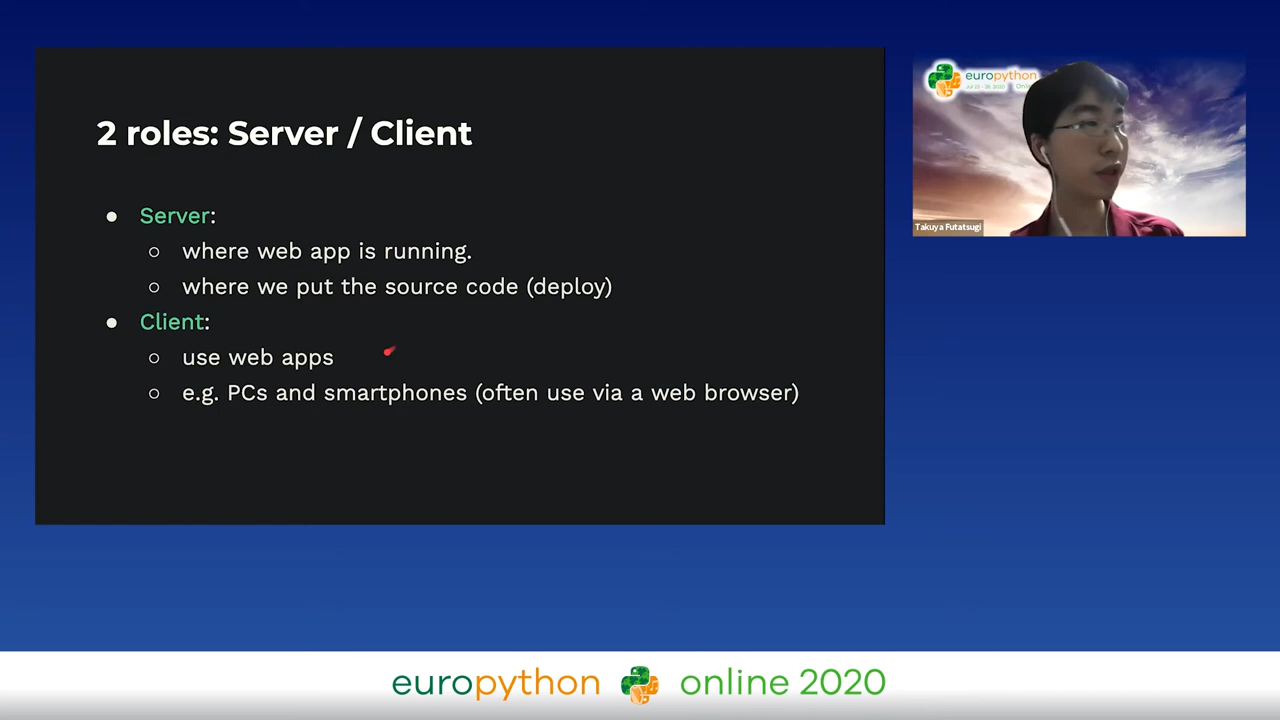 2 roles: Server / Client
● Server:
○ where web app is running.
○ where we put the source code (deploy)
● Client:
○ use web apps
○ e.g. PCs and smartphones (often use via a web browser)
europython
Takuya Futatsugi
europython online 2020